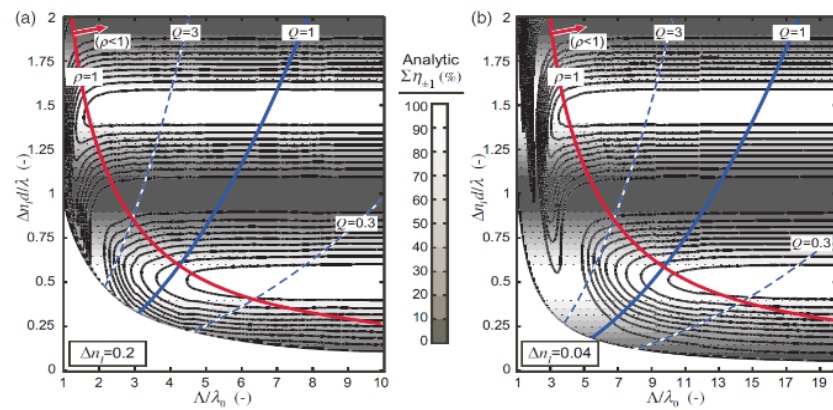 (a)
2
1.75
1.5
1.25
1
0.75
0.5
0.25
0
Δn_l d/λ (-)
(ρ<1)
ρ=1
Q=3
Q=1
Q=0.3
Δn_l=0.2
1 2 3 4 5 6 7 8 9 10
Λ/λ₀ (-)
Analytic
Ση±1 (%)
100
90
80
70
60
50
40
30
20
10
0
(b)
2
1.75
1.5
1.25
1
0.75
0.5
0.25
0
Δn_l d/λ (-)
(ρ<1)
ρ=1
Q=3
Q=1
Q=0.3
Δn_l=0.04
1 3 5 7 9 11 13 15 17 19
Λ/λ₀ (-)